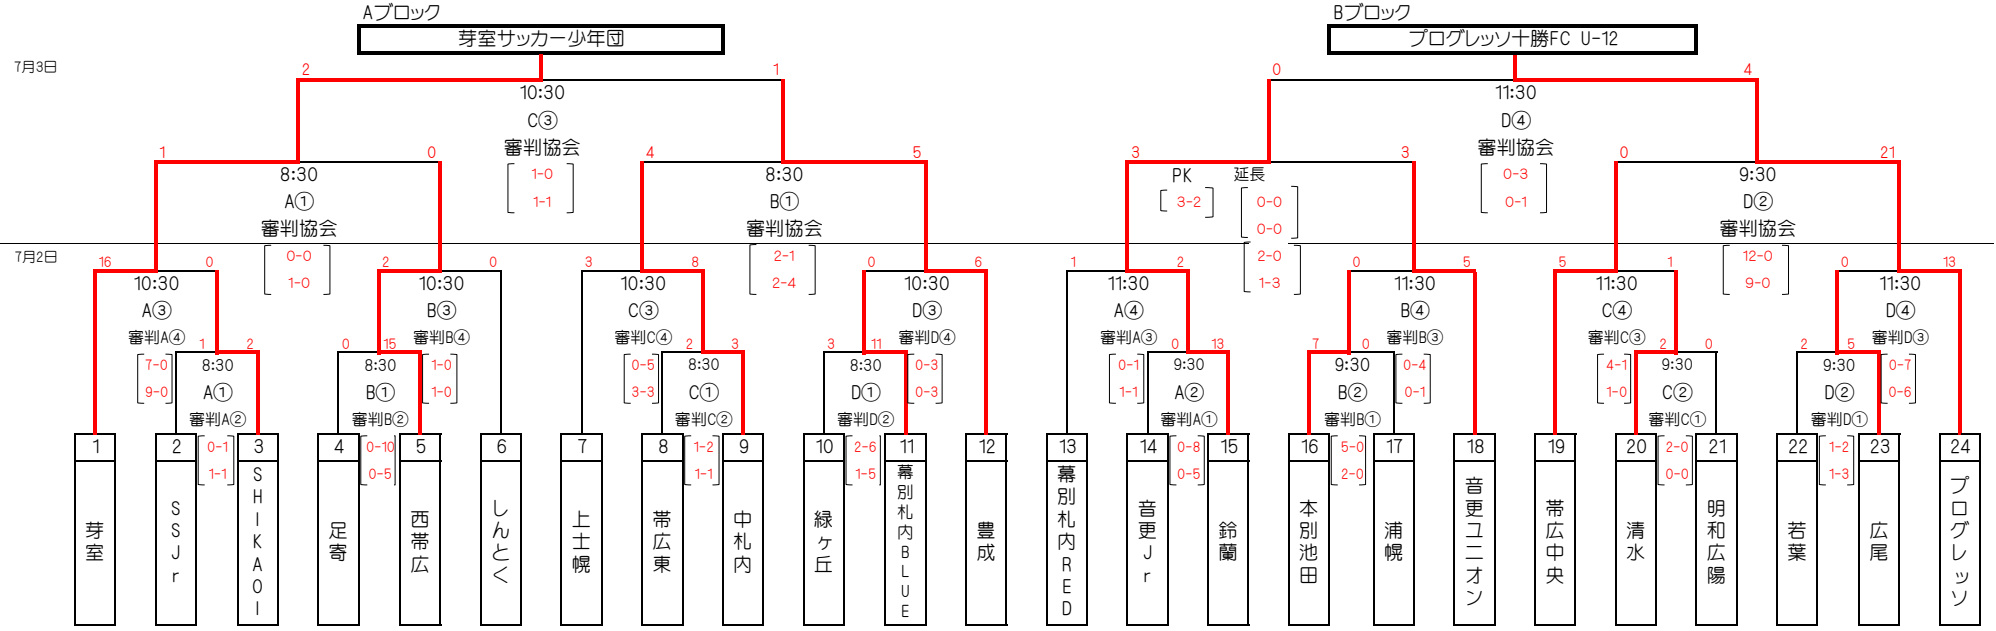 Aブロック Bブロック
芽室サッカー少年団 プログレッソ十勝FC U-12
7月3日 2 1 0 4
10:30 11:30
C③ D④
審判協会 審判協会
1 0 4 5 3 3 0 21
1-0 0-3
1-1 0-1
8:30 8:30 PK 延長 9:30
A① B① 3-2 0-0 D②
審判協会 審判協会 0-0 審判協会
7月2日 0-0 2-1 2-0 12-0
16 0 2 0 3 8 0 6 1 2 0 5 5 1 0 13
1-0 2-4 1-3 9-0
10:30 10:30 10:30 10:30 11:30 11:30 11:30 11:30
A③ B③ C③ D③ A④ B④ C④ D④
審判A④ 審判B④ 審判C④ 審判D④ 審判A③ 審判B③ 審判C③ 審判D③
1 2 0 15 2 3 3 11 0 13 7 0 2 0 2 5
7-0 1-0 0-5 0-3 0-1 0-4 4-1 0-7
9-0 1-0 3-3 0-3 1-1 0-1 1-0 0-6
8:30 8:30 8:30 8:30 9:30 9:30 9:30 9:30
A① B① C① D① A② B② C② D②
審判A② 審判B② 審判C② 審判D② 審判A① 審判B① 審判C① 審判D①
0-1 0-10 1-2 2-6 0-8 5-0 2-0 1-2
1-1 0-5 1-1 1-5 0-5 2-0 0-0 1-3
1 2 3 4 5 6 7 8 9 10 11 12 13 14 15 16 17 18 19 20 21 22 23 24
芽室
SSJr
SHIKAOI
足寄
西帯広
しんとく
上士幌
帯広東
中札内
緑ヶ丘
幕別札内BLUE
豊成
幕別札内RED
音更Jr
鈴蘭
本別池田
浦幌
音更ユニオン
帯広中央
清水
明和広陽
若葉
広尾
プログレッソ